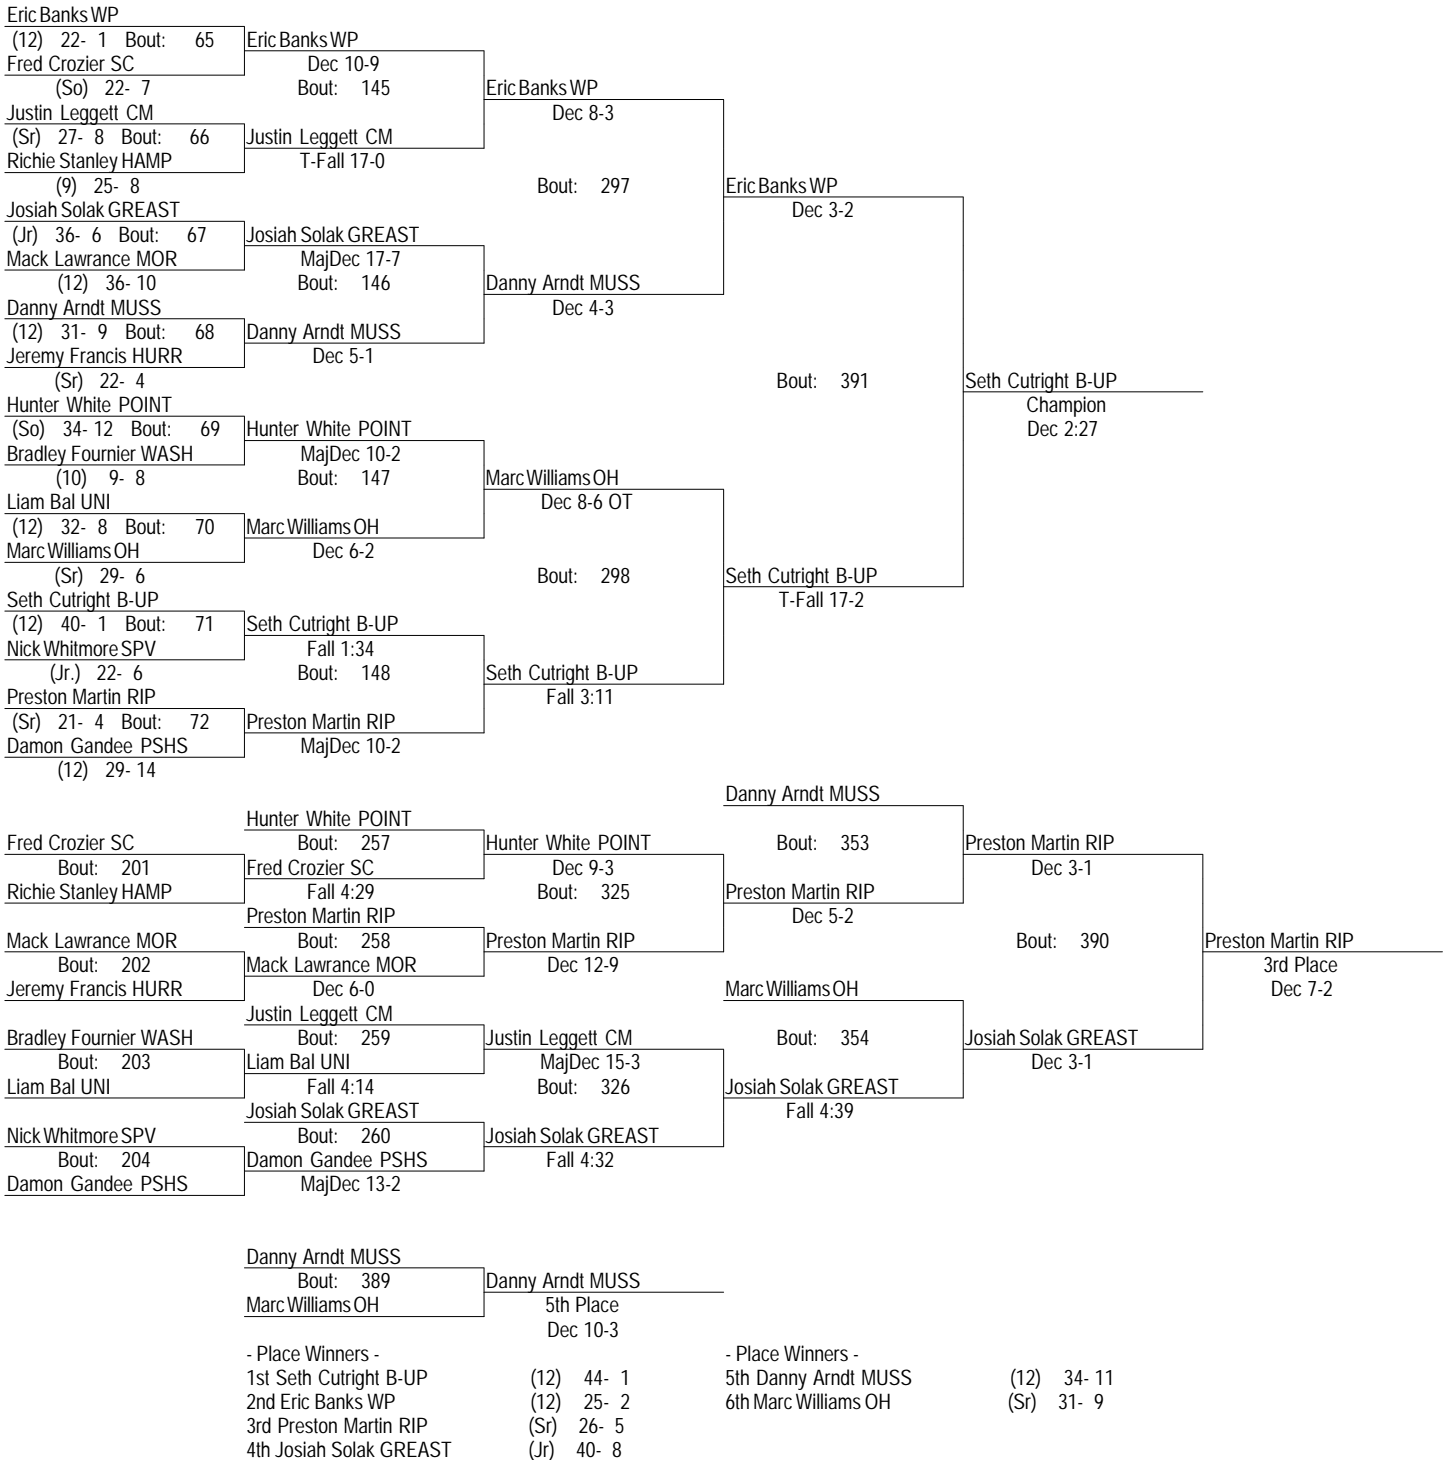 Eric Banks WP
(12) 22- 1 Bout: 65 Eric Banks WP
Fred Crozier SC Dec 10-9
(So) 22- 7 Bout: 145 Eric Banks WP
Justin Leggett CM Dec 8-3
(Sr) 27- 8 Bout: 66 Justin Leggett CM
Richie Stanley HAMP T-Fall 17-0
(9) 25- 8 Bout: 297 Eric Banks WP
Josiah Solak GREAST Dec 3-2
(Jr) 36- 6 Bout: 67 Josiah Solak GREAST
Mack Lawrance MOR MajDec 17-7
(12) 36- 10 Bout: 146 Danny Arndt MUSS
Danny Arndt MUSS Dec 4-3
(12) 31- 9 Bout: 68 Danny Arndt MUSS
Jeremy Francis HURR Dec 5-1
(Sr) 22- 4 Bout: 391 Seth Cutright B-UP
Hunter White POINT Champion
(So) 34- 12 Bout: 69 Hunter White POINT Dec 2:27
Bradley Fournier WASH MajDec 10-2
(10) 9- 8 Bout: 147 Marc Williams OH
Liam Bal UNI Dec 8-6 OT
(12) 32- 8 Bout: 70 Marc Williams OH
Marc Williams OH Dec 6-2
(Sr) 29- 6 Bout: 298 Seth Cutright B-UP
Seth Cutright B-UP T-Fall 17-2
(12) 40- 1 Bout: 71 Seth Cutright B-UP
Nick Whitmore SPV Fall 1:34
(Jr.) 22- 6 Bout: 148 Seth Cutright B-UP
Preston Martin RIP Fall 3:11
(Sr) 21- 4 Bout: 72 Preston Martin RIP
Damon Gandee PSHS MajDec 10-2
(12) 29- 14
Danny Arndt MUSS
Hunter White POINT
Fred Crozier SC Bout: 257 Hunter White POINT Bout: 353 Preston Martin RIP
Bout: 201 Fred Crozier SC Dec 9-3 Dec 3-1
Richie Stanley HAMP Fall 4:29 Bout: 325 Preston Martin RIP
Preston Martin RIP Dec 5-2
Mack Lawrance MOR Bout: 258 Preston Martin RIP Bout: 390 Preston Martin RIP
Bout: 202 Mack Lawrance MOR Dec 12-9 3rd Place
Jeremy Francis HURR Dec 6-0 Marc Williams OH Dec 7-2
Justin Leggett CM
Bradley Fournier WASH Bout: 259 Justin Leggett CM Bout: 354 Josiah Solak GREAST
Bout: 203 Liam Bal UNI MajDec 15-3 Dec 3-1
Liam Bal UNI Fall 4:14 Bout: 326 Josiah Solak GREAST
Josiah Solak GREAST Fall 4:39
Nick Whitmore SPV Bout: 260 Josiah Solak GREAST
Bout: 204 Damon Gandee PSHS Fall 4:32
Damon Gandee PSHS MajDec 13-2
Danny Arndt MUSS
Bout: 389 Danny Arndt MUSS
Marc Williams OH 5th Place
Dec 10-3
- Place Winners - - Place Winners -
1st Seth Cutright B-UP (12) 44- 1 5th Danny Arndt MUSS (12) 34- 11
2nd Eric Banks WP (12) 25- 2 6th Marc Williams OH (Sr) 31- 9
3rd Preston Martin RIP (Sr) 26- 5
4th Josiah Solak GREAST (Jr) 40- 8